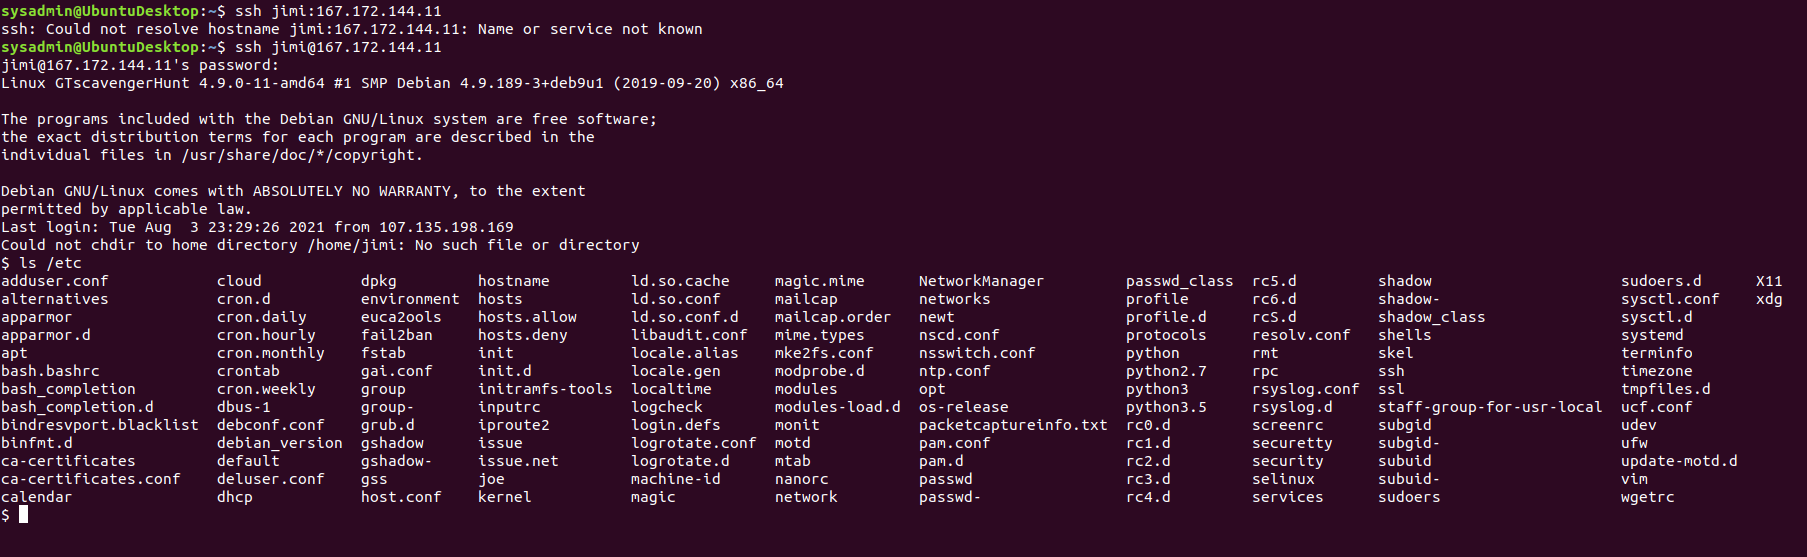 sysadmin@UbuntuDesktop:~$ ssh jimi:167.172.144.11
ssh: Could not resolve hostname jimi:167.172.144.11: Name or service not known
sysadmin@UbuntuDesktop:~$ ssh jimi@167.172.144.11
jimi@167.172.144.11's password:
Linux GTscavengerHunt 4.9.0-11-amd64 #1 SMP Debian 4.9.189-3+deb9u1 (2019-09-20) x86_64

The programs included with the Debian GNU/Linux system are free software;
the exact distribution terms for each program are described in the
individual files in /usr/share/doc/*/copyright.

Debian GNU/Linux comes with ABSOLUTELY NO WARRANTY, to the extent
permitted by applicable law.
Last login: Tue Aug  3 23:29:26 2021 from 107.135.198.169
Could not chdir to home directory /home/jimi: No such file or directory
$ ls /etc
adduser.conf cloud dpkg hostname ld.so.cache magic.mime NetworkManager passwd_class rc5.d shadow sudoers.d X11
alternatives cron.d environment hosts ld.so.conf mailcap networks profile rc6.d shadow- sysctl.conf xdg
apparmor cron.daily euca2ools hosts.allow ld.so.conf.d mailcap.order newt profile.d rcS.d shadow_class sysctl.d
apparmor.d cron.hourly fail2ban hosts.deny libaudit.conf mime.types nscd.conf protocols resolv.conf shells systemd
apt cron.monthly fstab init locale.alias mke2fs.conf nsswitch.conf python rmt skel terminfo
bash.bashrc crontab gai.conf init.d locale.gen modprobe.d ntp.conf python2.7 rpc ssh timezone
bash_completion cron.weekly group initramfs-tools localtime modules opt python3 rsyslog.conf ssl tmpfiles.d
bash_completion.d dbus-1 group- inputrc logcheck modules-load.d os-release python3.5 rsyslog.d staff-group-for-usr-local ucf.conf
bindresvport.blacklist debconf.conf grub.d iproute2 login.defs monit packetcaptureinfo.txt rc0.d screenrc subgid udev
binfmt.d debian_version gshadow issue logrotate.conf motd pam.conf rc1.d securetty subgid- ufw
ca-certificates default gshadow- issue.net logrotate.d mtab pam.d rc2.d security subuid update-motd.d
ca-certificates.conf deluser.conf gss joe machine-id nanorc passwd rc3.d selinux subuid- vim
calendar dhcp host.conf kernel magic network passwd- rc4.d services sudoers wgetrc
$